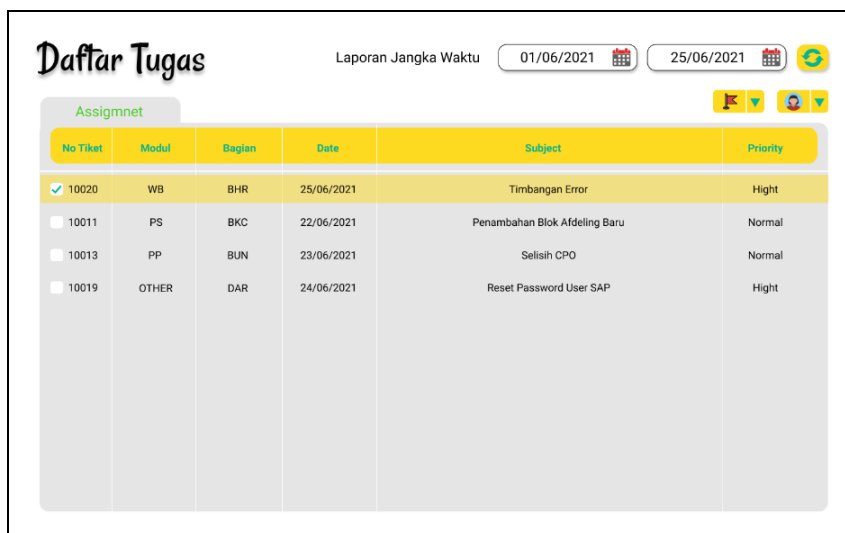 Daftar Tugas
Laporan Jangka Waktu 01/06/2021 25/06/2021
Assigmnet
No Tiket Modul Bagian Date Subject Priority
10020 WB BHR 25/06/2021 Timbangan Error Hight
10011 PS BKC 22/06/2021 Penambahan Blok Afdeling Baru Normal
10013 PP BUN 23/06/2021 Selisih CPO Normal
10019 OTHER DAR 24/06/2021 Reset Password User SAP Hight